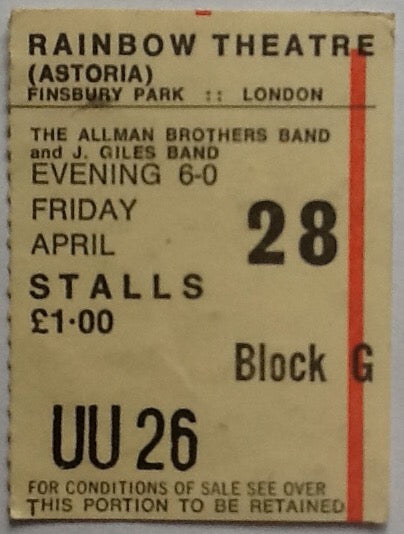 RAINBOW THEATRE
(ASTORIA)
FINSBURY PARK :: LONDON
THE ALLMAN BROTHERS BAND
and J. GILES BAND
EVENING 6-0
FRIDAY
APRIL 28
STALLS
£1·00
Block G
UU 26
FOR CONDITIONS OF SALE SEE OVER
THIS PORTION TO BE RETAINED